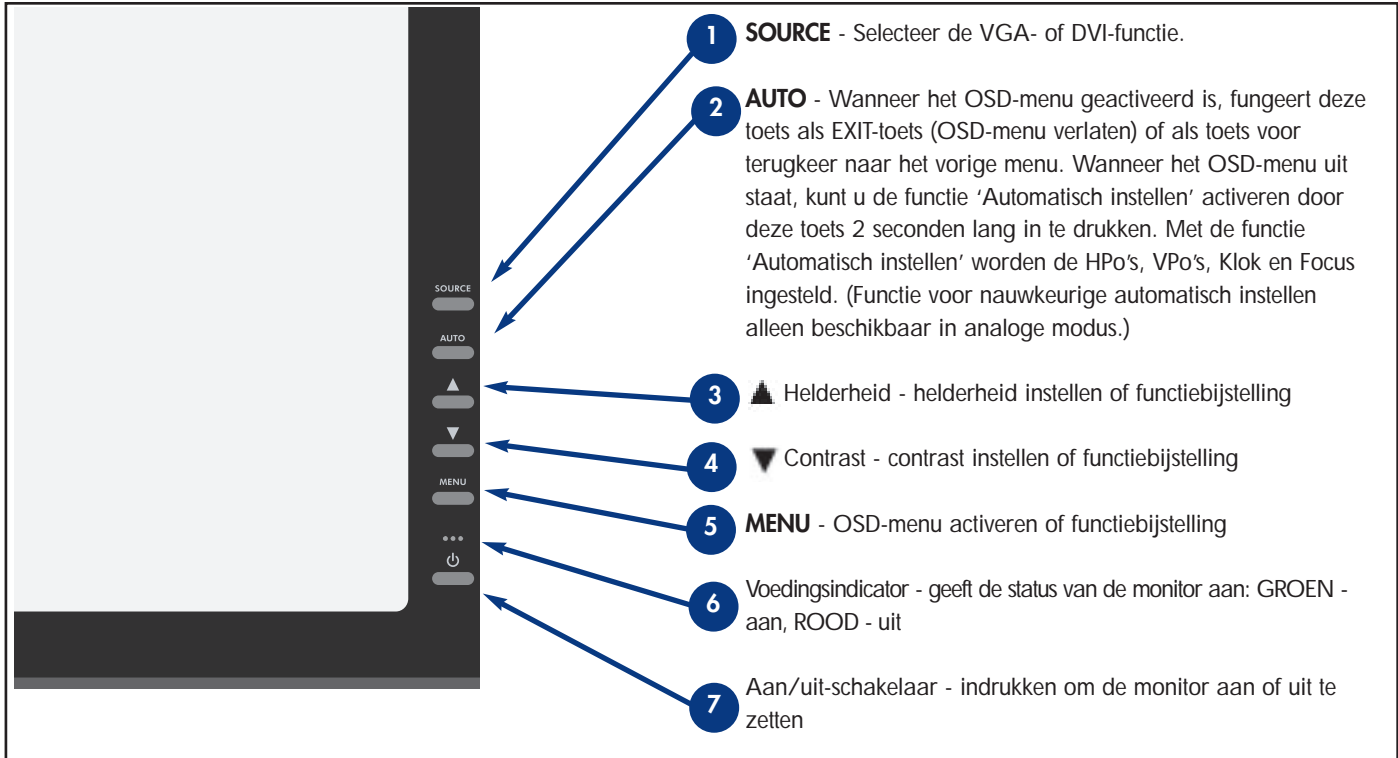 SOURCE
AUTO
▲
▼
MENU
1 SOURCE - Selecteer de VGA- of DVI-functie.
2 AUTO - Wanneer het OSD-menu geactiveerd is, fungeert deze
toets als EXIT-toets (OSD-menu verlaten) of als toets voor
terugkeer naar het vorige menu. Wanneer het OSD-menu uit
staat, kunt u de functie ‘Automatisch instellen’ activeren door
deze toets 2 seconden lang in te drukken. Met de functie
‘Automatisch instellen’ worden de HPo’s, VPo’s, Klok en Focus
ingesteld. (Functie voor nauwkeurige automatisch instellen
alleen beschikbaar in analoge modus.)
3 ▲ Helderheid - helderheid instellen of functiebijstelling
4 ▼ Contrast - contrast instellen of functiebijstelling
5 MENU - OSD-menu activeren of functiebijstelling
6 Voedingsindicator - geeft de status van de monitor aan: GROEN -
aan, ROOD - uit
7 Aan/uit-schakelaar - indrukken om de monitor aan of uit te
zetten